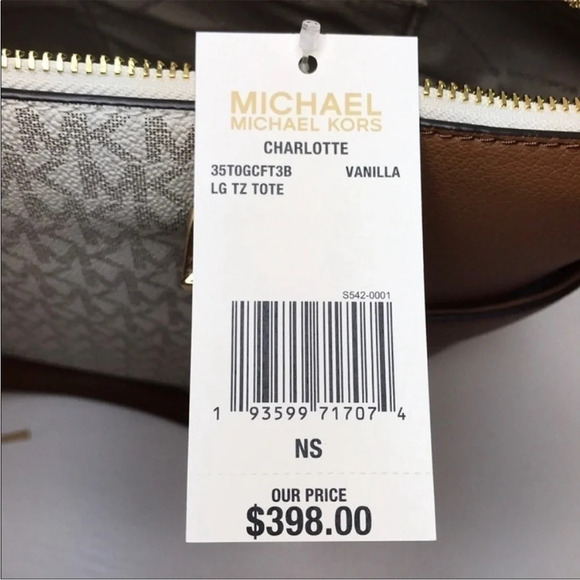 MICHAEL
MICHAEL KORS
CHARLOTTE
35T0GCFT3B VANILLA
LG TZ TOTE
S542-0001
1 93599 71707 4
NS
OUR PRICE
$398.00